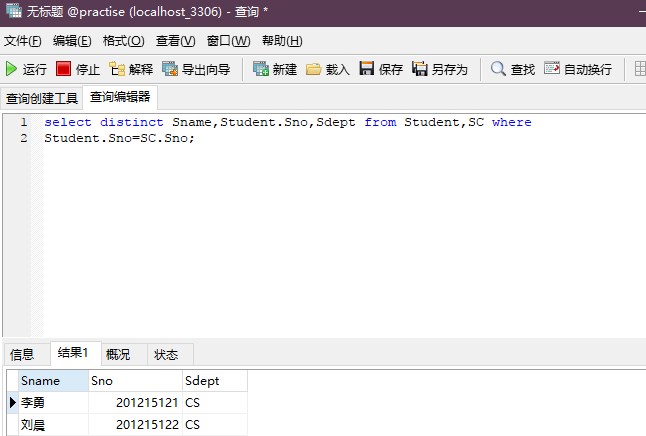 无标题 @practise (localhost_3306) - 查询 *
文件(F) 编辑(E) 格式(O) 查看(V) 窗口(W) 帮助(H)
运行 停止 解释 导出向导 新建 载入 保存 另存为 查找 自动换行
查询创建工具 查询编辑器
1 select distinct Sname,Student.Sno,Sdept from Student,SC where
2 Student.Sno=SC.Sno;
信息 结果1 概况 状态
Sname Sno Sdept
李勇 201215121 CS
刘晨 201215122 CS